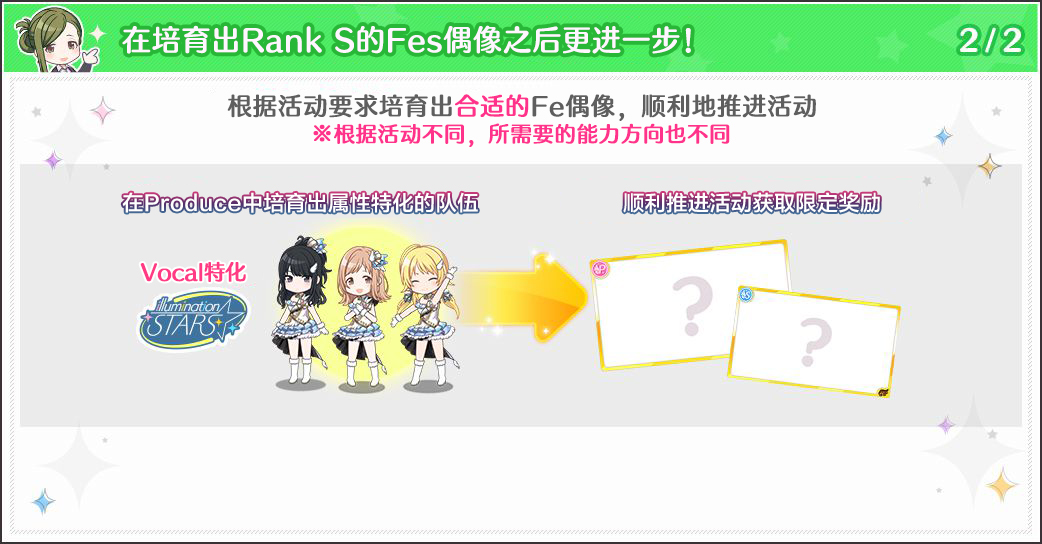 在培育出Rank S的Fes偶像之后更进一步！
2/2
根据活动要求培育出合适的Fe偶像，顺利地推进活动
※根据活动不同，所需要的能力方向也不同
在Produce中培育出属性特化的队伍
顺利推进活动获取限定奖励
Vocal特化
illumination
STARS
P
S
?
?